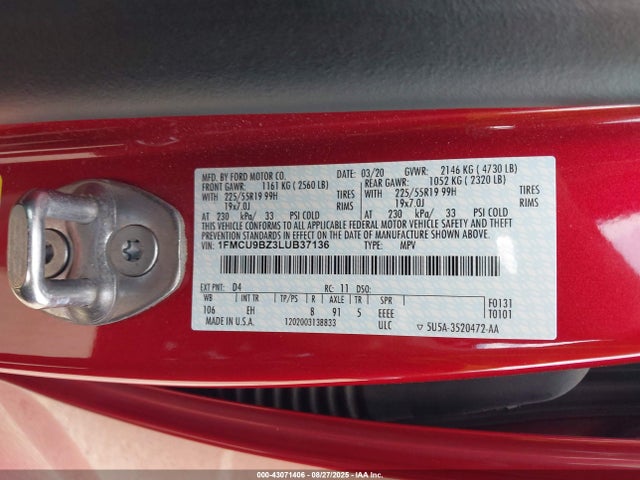 MFD. BY FORD MOTOR CO. 03/20 GVWR: 2146 KG ( 4730 LB)
FRONT GAWR: 1161 KG ( 2560 LB) REAR GAWR: 1052 KG ( 2320 LB)
WITH 225/55R19 99H TIRES WITH 225/55R19 99H TIRES
19x7.0J RIMS 19x7.0J RIMS
AT 230 kPa/ 33 PSI COLD AT 230 kPa/ 33 PSI COLD
THIS VEHICLE CONFORMS TO ALL APPLICABLE FEDERAL MOTOR VEHICLE SAFETY, BUMPER, AND THEFT
PREVENTION STANDARDS IN EFFECT ON THE DATE OF MANUFACTURE SHOWN ABOVE.
VIN: 1FMCU9BZ3LUB37136 TYPE: MPV
EXT PNT: D4 RC: 11 DSO: F0131
WB INT TR TP/PS R AXLE TR SPR T0101
106 EH 8 91 5 EEEE
MADE IN U.S.A. 1202003138833 ULC ▽ 5U5A-3520472-AA
000-43071406 - 08/27/2025 - IAA Inc.